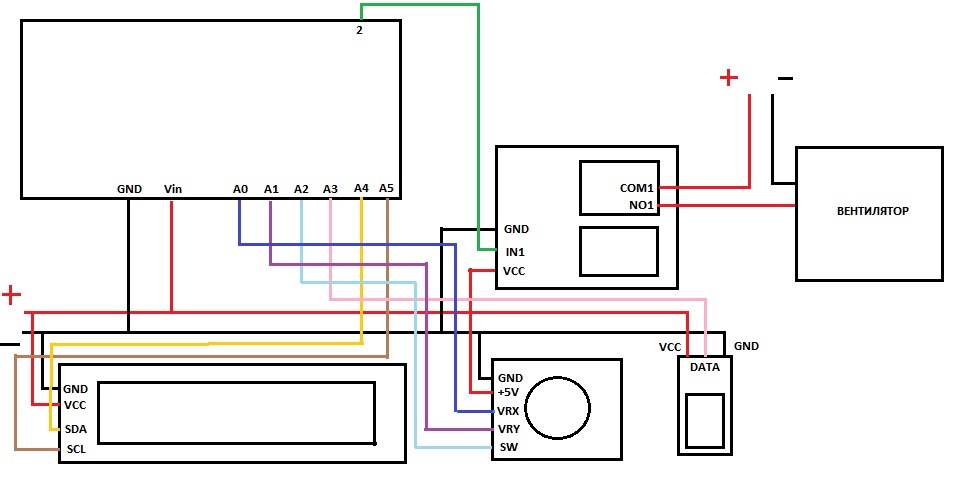 2
GND Vin A0 A1 A2 A3 A4 A5
+ −
COM1
NO1
ВЕНТИЛЯТОР
GND
IN1
VCC
+
−
VCC GND
DATA
GND
VCC
SDA
SCL
GND
+5V
VRX
VRY
SW